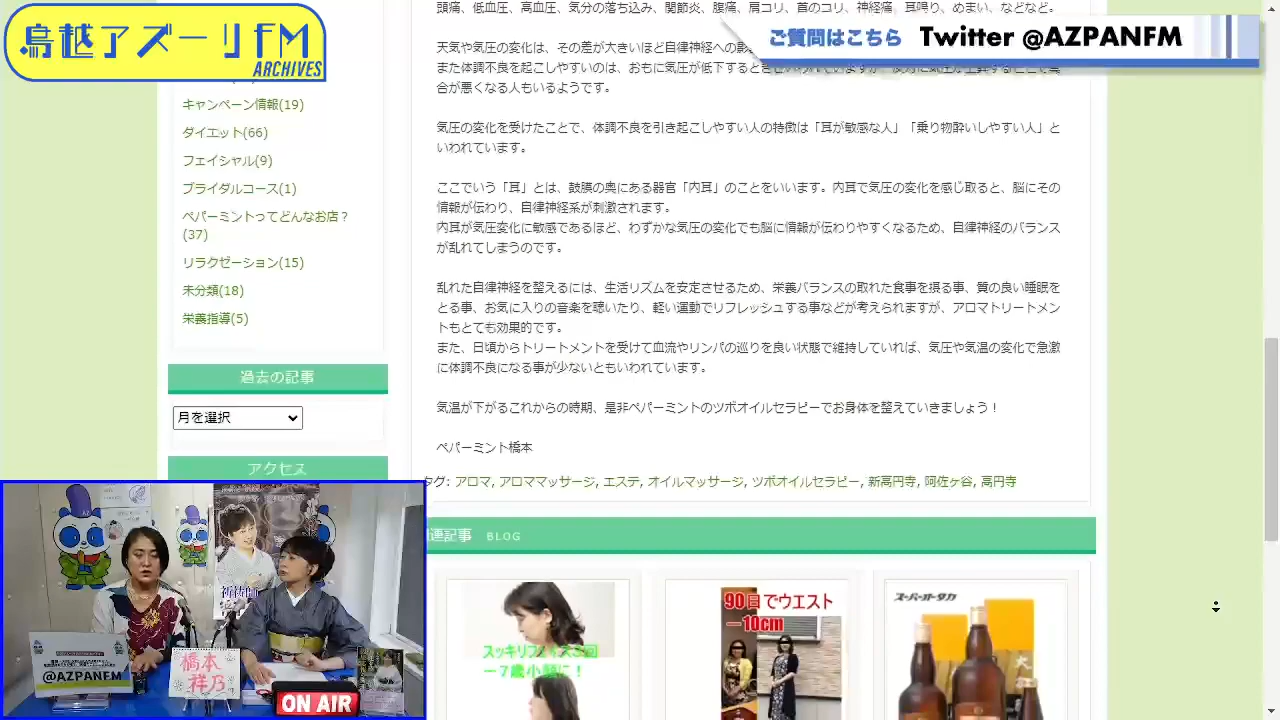 鳥越アズーリFM
ARCHIVES
ご質問はこちら Twitter @AZPANFM
キャンペーン情報(19)
ダイエット(66)
フェイシャル(9)
ブライダルコース(1)
ペパーミントってどんなお店？
(37)
リラクゼーション(15)
未分類(18)
栄養指導(5)
過去の記事
月を選択
アクセス
頭痛、低血圧、高血圧、気分の落ち込み、関節炎、腹痛、肩コリ、首のコリ、神経痛、耳鳴り、めまい、などなど。
天気や気圧の変化は、その差が大きいほど自律神経への影
また体調不良を起こしやすいのは、おもに気圧が低下するとき
合が悪くなる人もいるようです。
気圧の変化を受けたことで、体調不良を引き起こしやすい人の特徴は「耳が敏感な人」「乗り物酔いしやすい人」と
いわれています。
ここでいう「耳」とは、鼓膜の奥にある器官「内耳」のことをいいます。内耳で気圧の変化を感じ取ると、脳にその
情報が伝わり、自律神経系が刺激されます。
内耳が気圧変化に敏感であるほど、わずかな気圧の変化でも脳に情報が伝わりやすくなるため、自律神経のバランス
が乱れてしまうのです。
乱れた自律神経を整えるには、生活リズムを安定させるため、栄養バランスの取れた食事を摂る事、質の良い睡眠を
とる事、お気に入りの音楽を聴いたり、軽い運動でリフレッシュする事などが考えられますが、アロマトリートメン
トもとても効果的です。
また、日頃からトリートメントを受けて血流やリンパの巡りを良い状態で維持していれば、気圧や気温の変化で急激
に体調不良になる事が少ないともいわれています。
気温が下がるこれからの時期、是非ペパーミントのツボオイルセラピーでお身体を整えていきましょう！
ペパーミント橋本
タグ: アロマ, アロママッサージ, エステ, オイルマッサージ, ツボオイルセラピー, 新高円寺, 阿佐ヶ谷, 高円寺
連記事 BLOG
スッキリフェイス3回
ー7歳小顔に！
90日でウエスト
ー10cm
スーパーオータカ
祈祷師
@AZPANFM
橋本
祥乃
ON AIR